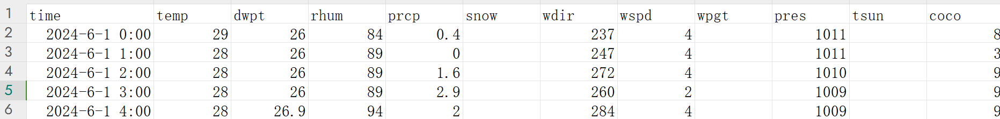 1 time temp dwpt rhum prcp snow wdir wspd wpgt pres tsun coco
2 2024-6-1 0:00 29 26 84 0.4 237 4 1011 8
3 2024-6-1 1:00 28 26 89 0 247 4 1011 3
4 2024-6-1 2:00 28 26 89 1.6 272 4 1010 9
5 2024-6-1 3:00 28 26 89 2.9 260 2 1009 9
6 2024-6-1 4:00 28 26.9 94 2 284 4 1009 9